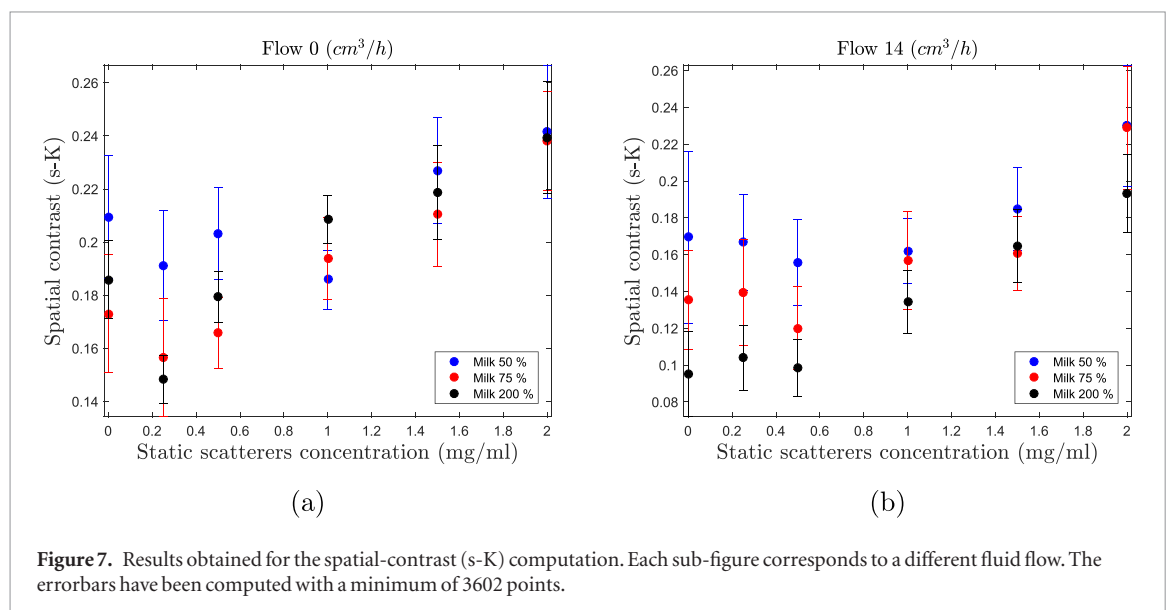 Flow 0 (cm³/h)
Spatial contrast (s-K)
0.26
0.24
0.22
0.2
0.18
0.16
0.14
0 0.2 0.4 0.6 0.8 1 1.2 1.4 1.6 1.8 2
Static scatterers concentration (mg/ml)
Milk 50 %
Milk 75 %
Milk 200 %
(a)
Flow 14 (cm³/h)
Spatial contrast (s-K)
0.26
0.24
0.22
0.2
0.18
0.16
0.14
0.12
0.1
0.08
0 0.2 0.4 0.6 0.8 1 1.2 1.4 1.6 1.8 2
Static scatterers concentration (mg/ml)
Milk 50 %
Milk 75 %
Milk 200 %
(b)
Figure 7. Results obtained for the spatial-contrast (s-K) computation. Each sub-figure corresponds to a different fluid flow. The
errorbars have been computed with a minimum of 3602 points.